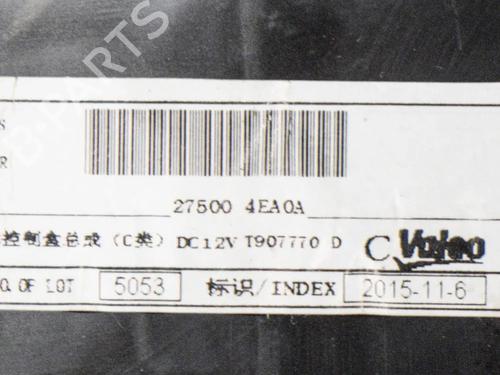 B-PARTS
S
R
27500 4EA0A
控制盒总成（C类）DC12V T907770 D C Valeo
O. OF LOT 5053 标识/INDEX 2015-11-6